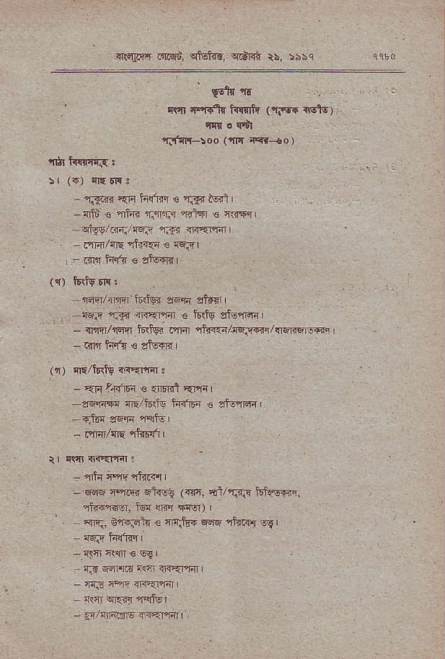 বাংলাদেশ গেজেট, অতিরিক্ত, অক্টোবর ২৯, ১৯৯৭ ৭৭৮৫
তৃতীয় পত্র
মৎস্য সম্পর্কীয় বিষয়াদি (পুস্তক ব্যতীত)
সময় ৩ ঘন্টা
পূর্ণমান—১০০ (পাস নম্বর—৬০)
পাঠ্য বিষয়সমূহ :
১। (ক) মাছ চাষ :
— পুকুরের স্থান নির্ধারণ ও পুকুর তৈরী।
— মাটি ও পানির গুণাগুণ পরীক্ষা ও সংরক্ষণ।
— আঁতুড়/রেনু/মজুদ পুকুর ব্যবস্থাপনা।
— পোনা/মাছ পরিবহন ও মজুদ।
— রোগ নির্ণয় ও প্রতিকার।
(খ) চিংড়ি চাষ :
— গলদা/বাগদা চিংড়ির প্রজনন প্রক্রিয়া।
— মজুদ পুকুর ব্যবস্থাপনা ও চিংড়ি প্রতিপালন।
— বাগদা/গলদা চিংড়ির পোনা পরিবহন/মজুদকরণ/বাজারজাতকরণ।
— রোগ নির্ণয় ও প্রতিকার।
(গ) মাছ/চিংড়ি ব্যবস্থাপনা :
— স্থান নির্বাচন ও হ্যাচারী স্থাপন।
—প্রজননক্ষম মাছ/চিংড়ি নির্বাচন ও প্রতিপালন।
— কৃত্রিম প্রজনন পদ্ধতি।
— পোনা/মাছ পরিচর্যা।
২। মৎস্য ব্যবস্থাপনা :
— পানি সম্পদ পরিবেশ।
— জলজ সম্পদের জীবতত্ত্ব (বয়স, স্ত্রী/পুরুষ চিহ্নিতকরণ,
পরিকপক্কতা, ডিম ধারণ ক্ষমতা)।
— স্বাদু, উপকূলীয় ও সামুদ্রিক জলজ পরিবেশ তত্ত্ব।
— মজুদ নির্ধারণ।
— মৎস্য সংখ্যা ও তত্ত্ব।
— মুক্ত জলাশয়ে মৎস্য ব্যবস্থাপনা।
— সমুদ্র সম্পদ ব্যবস্থাপনা।
— মৎস্য আহরণ পদ্ধতি।
— হ্রদ/ম্যানগ্রোভ ব্যবস্থাপনা।